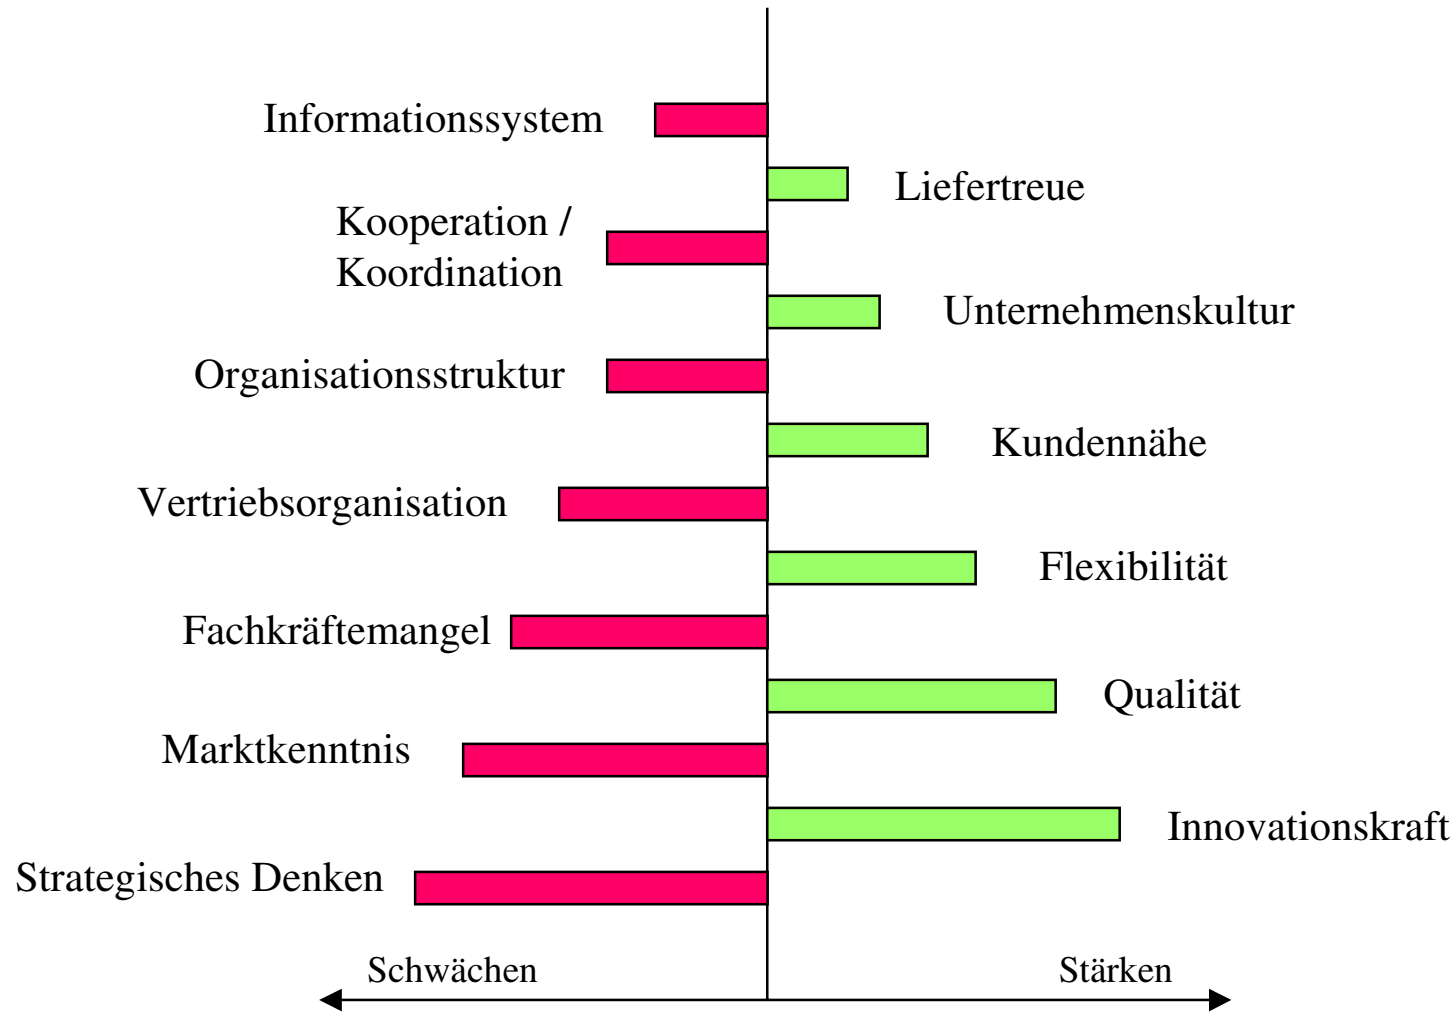 Informationssystem
Liefertreue
Kooperation /
Koordination
Unternehmenskultur
Organisationsstruktur
Kundennähe
Vertriebsorganisation
Flexibilität
Fachkräftemangel
Qualität
Marktkenntnis
Innovationskraft
Strategisches Denken
Schwächen
Stärken